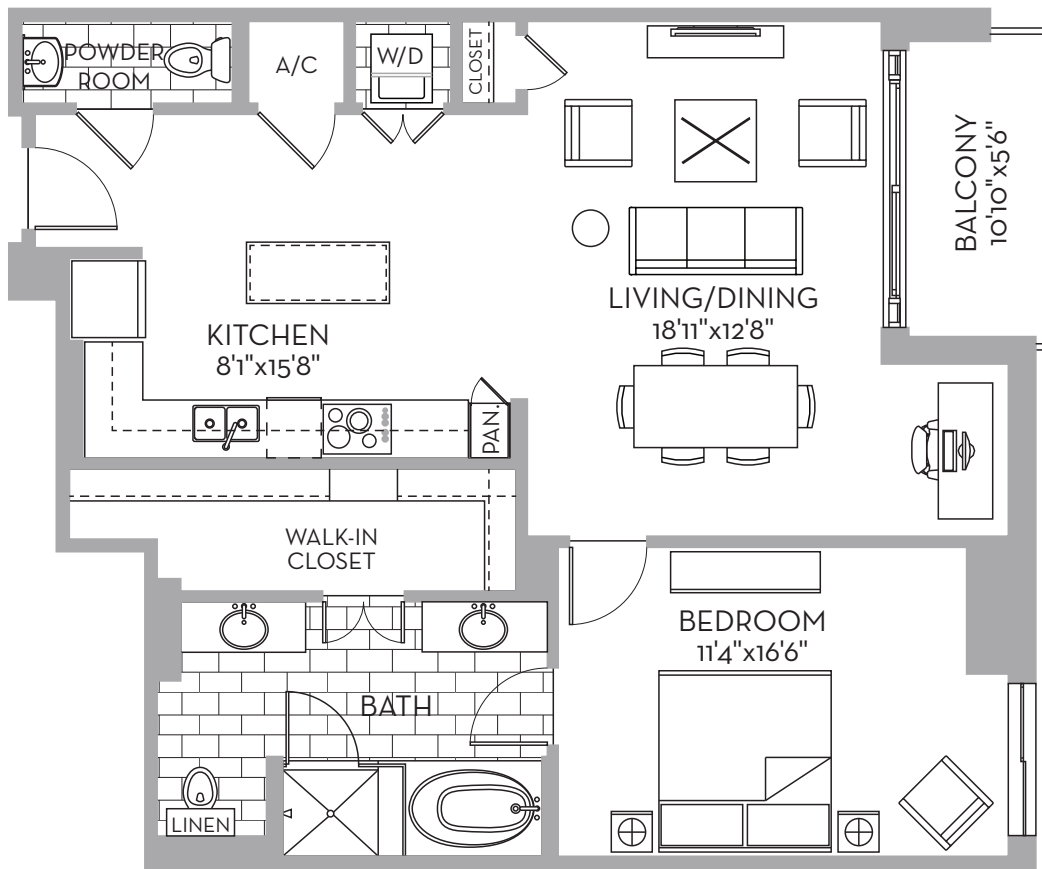 POWDER
ROOM
A/C
W/D
CLOSET
BALCONY
10'10"x5'6"
LIVING/DINING
18'11"x12'8"
KITCHEN
8'1"x15'8"
PAN.
WALK-IN
CLOSET
BEDROOM
11'4"x16'6"
BATH
LINEN